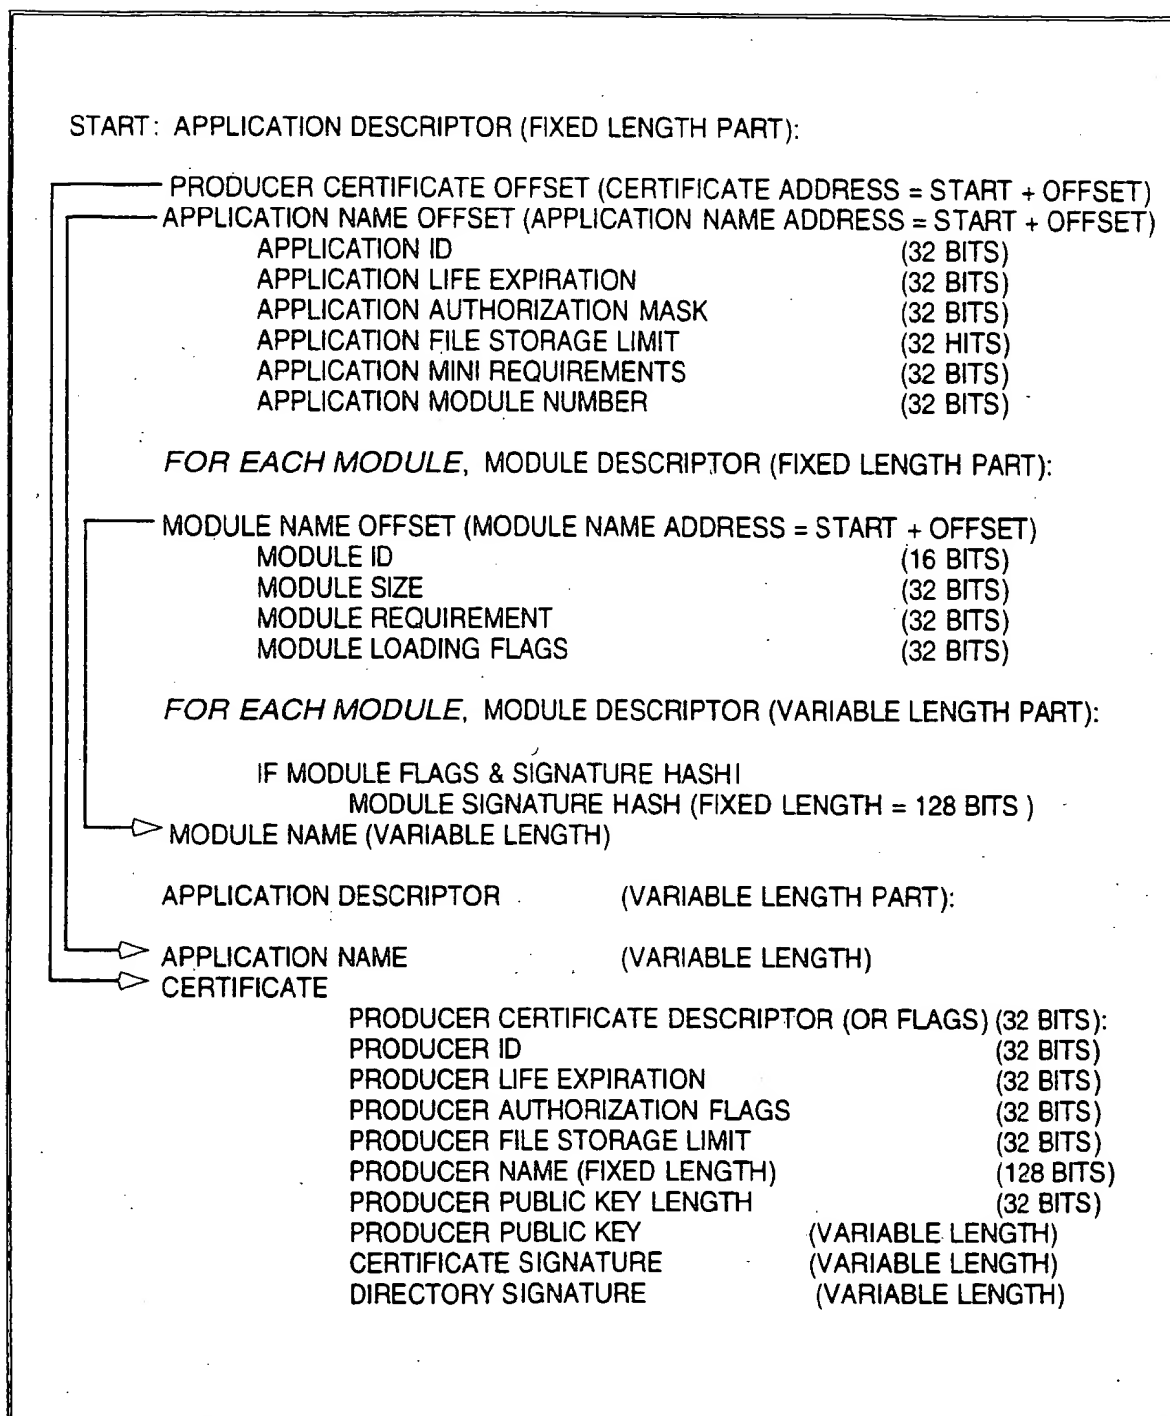 START: APPLICATION DESCRIPTOR (FIXED LENGTH PART):
PRODUCER CERTIFICATE OFFSET (CERTIFICATE ADDRESS = START + OFFSET)
APPLICATION NAME OFFSET (APPLICATION NAME ADDRESS = START + OFFSET)
APPLICATION ID (32 BITS)
APPLICATION LIFE EXPIRATION (32 BITS)
APPLICATION AUTHORIZATION MASK (32 BITS)
APPLICATION FILE STORAGE LIMIT (32 HITS)
APPLICATION MINI REQUIREMENTS (32 BITS)
APPLICATION MODULE NUMBER (32 BITS)
FOR EACH MODULE, MODULE DESCRIPTOR (FIXED LENGTH PART):
MODULE NAME OFFSET (MODULE NAME ADDRESS = START + OFFSET)
MODULE ID (16 BITS)
MODULE SIZE (32 BITS)
MODULE REQUIREMENT (32 BITS)
MODULE LOADING FLAGS (32 BITS)
FOR EACH MODULE, MODULE DESCRIPTOR (VARIABLE LENGTH PART):
IF MODULE FLAGS & SIGNATURE HASH I
MODULE SIGNATURE HASH (FIXED LENGTH = 128 BITS )
MODULE NAME (VARIABLE LENGTH)
APPLICATION DESCRIPTOR (VARIABLE LENGTH PART):
APPLICATION NAME (VARIABLE LENGTH)
CERTIFICATE
PRODUCER CERTIFICATE DESCRIPTOR (OR FLAGS) (32 BITS):
PRODUCER ID (32 BITS)
PRODUCER LIFE EXPIRATION (32 BITS)
PRODUCER AUTHORIZATION FLAGS (32 BITS)
PRODUCER FILE STORAGE LIMIT (32 BITS)
PRODUCER NAME (FIXED LENGTH) (128 BITS)
PRODUCER PUBLIC KEY LENGTH (32 BITS)
PRODUCER PUBLIC KEY (VARIABLE LENGTH)
CERTIFICATE SIGNATURE (VARIABLE LENGTH)
DIRECTORY SIGNATURE (VARIABLE LENGTH)